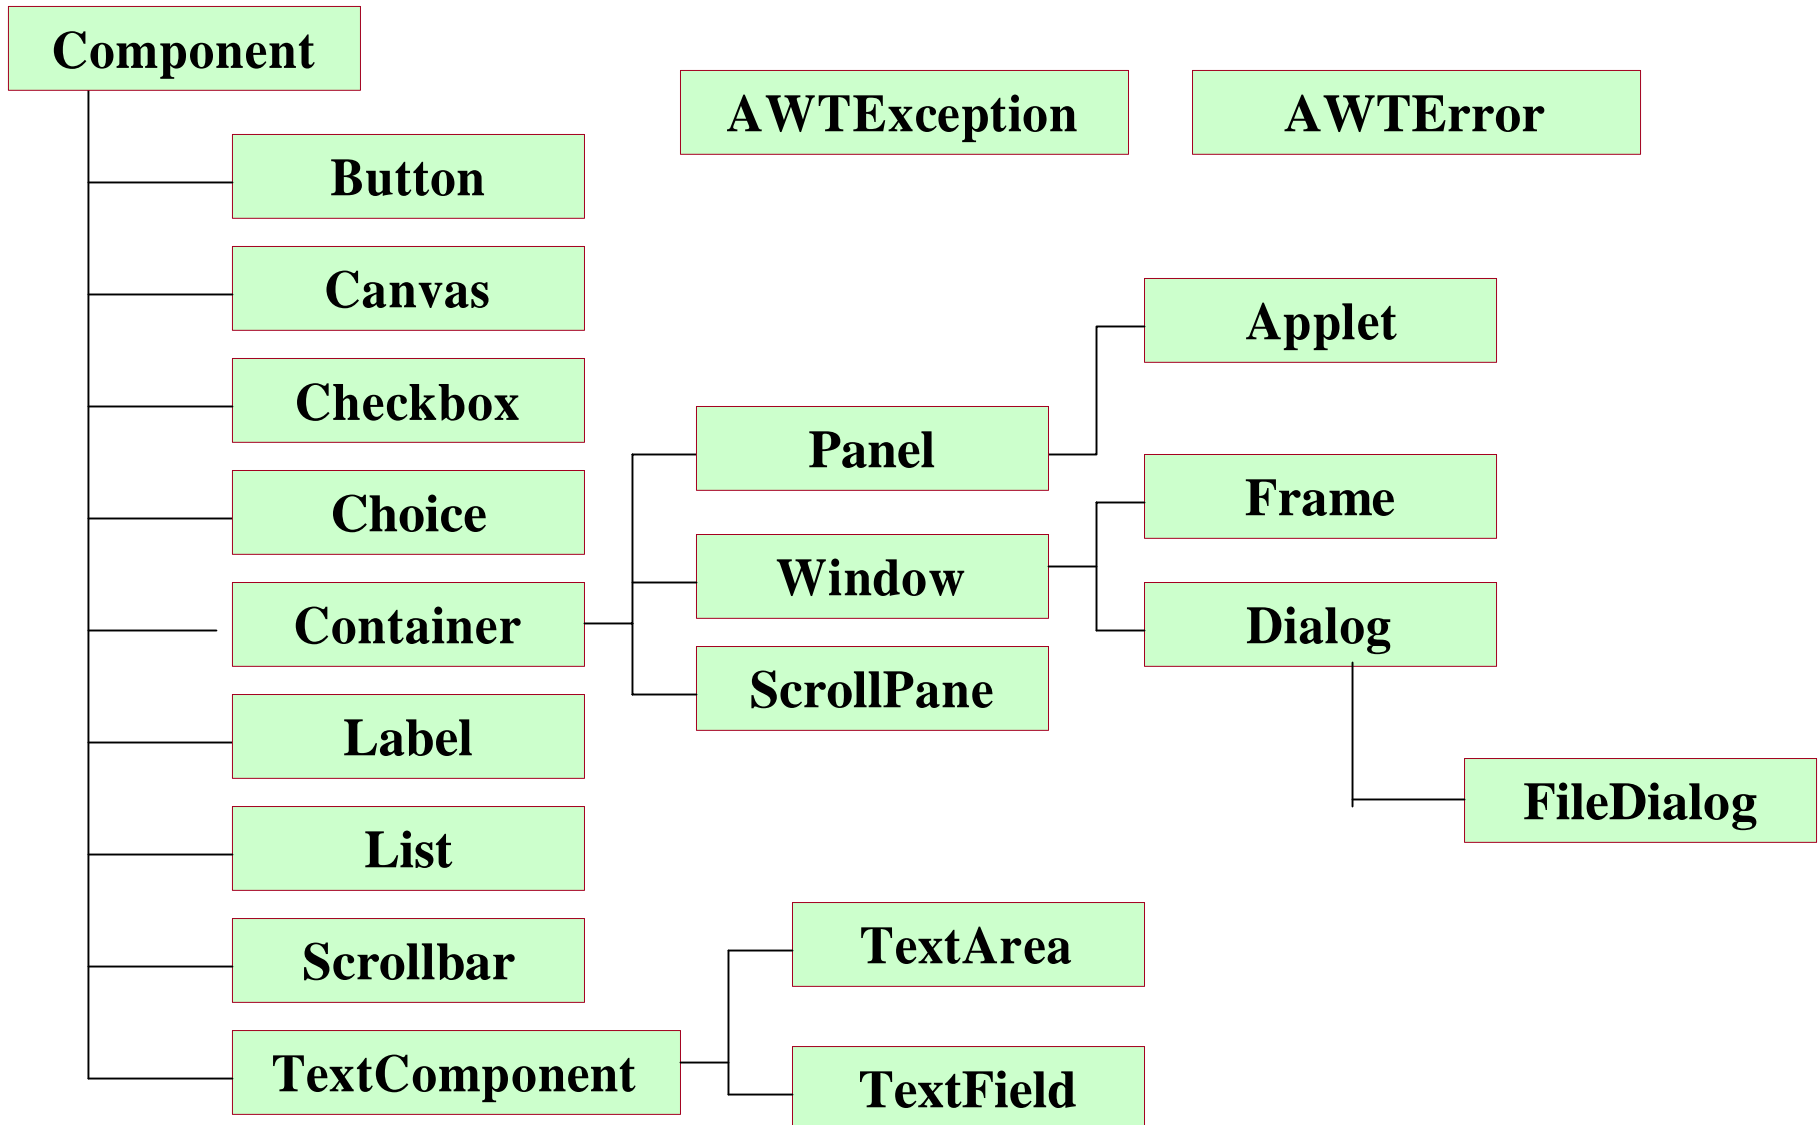 Component
AWTException
AWTError
Button
Canvas
Applet
Checkbox
Panel
Frame
Choice
Window
Container
Dialog
ScrollPane
Label
FileDialog
List
TextArea
Scrollbar
TextComponent
TextField